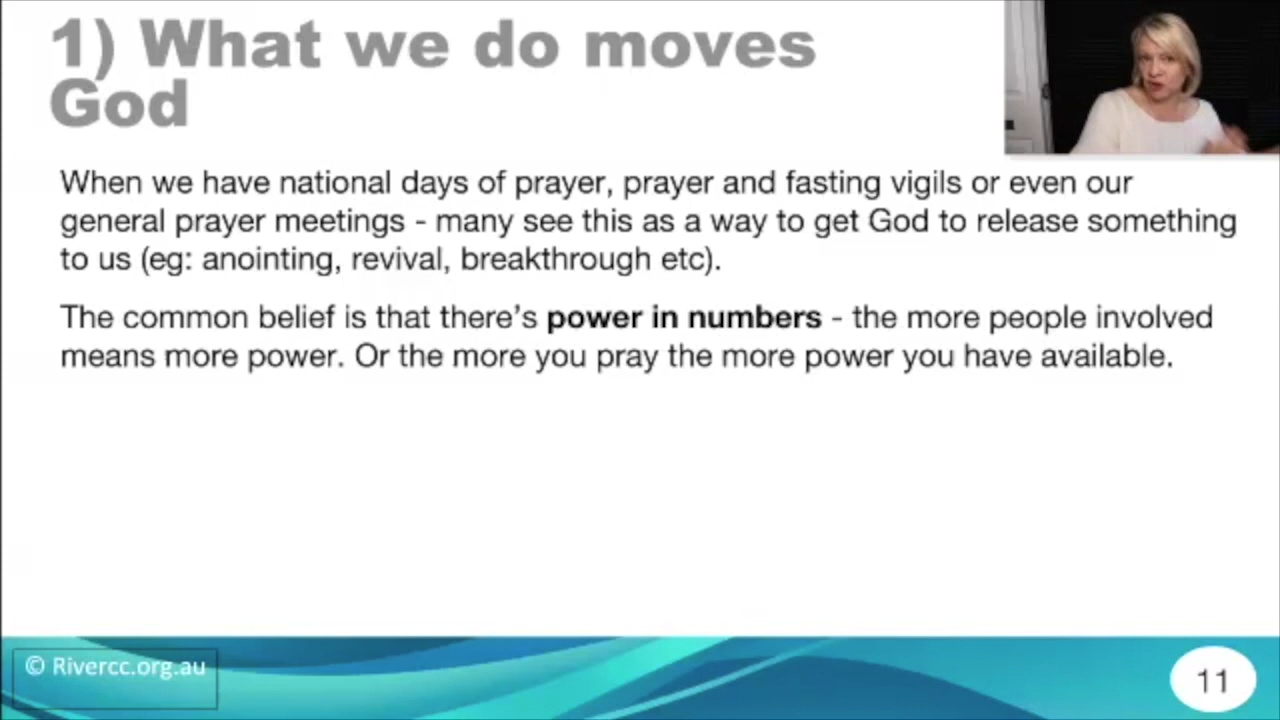 1) What we do moves
God
When we have national days of prayer, prayer and fasting vigils or even our
general prayer meetings - many see this as a way to get God to release something
to us (eg: anointing, revival, breakthrough etc).
The common belief is that there's power in numbers - the more people involved
means more power. Or the more you pray the more power you have available.
© Rivercc.org.au
11